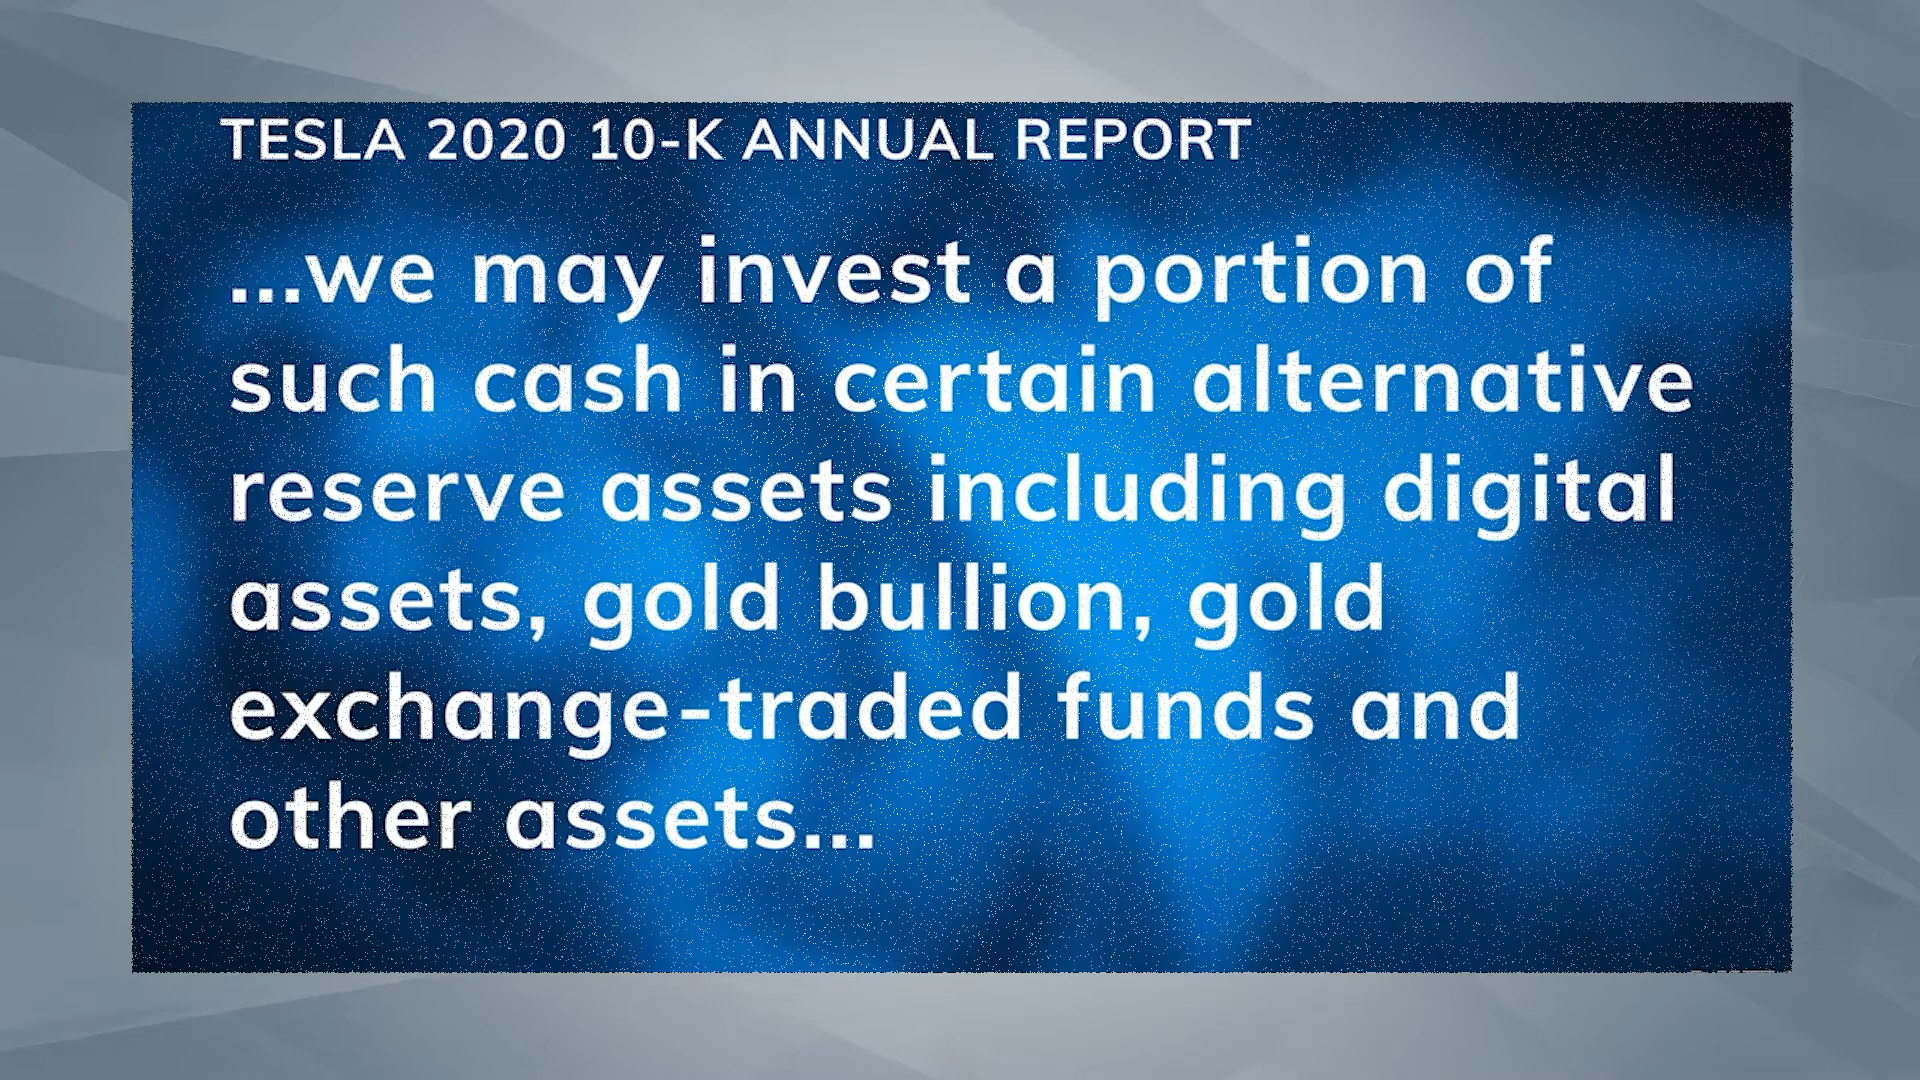 TESLA 2020 10-K ANNUAL REPORT
...we may invest a portion of
such cash in certain alternative
reserve assets including digital
assets, gold bullion, gold
exchange-traded funds and
other assets...